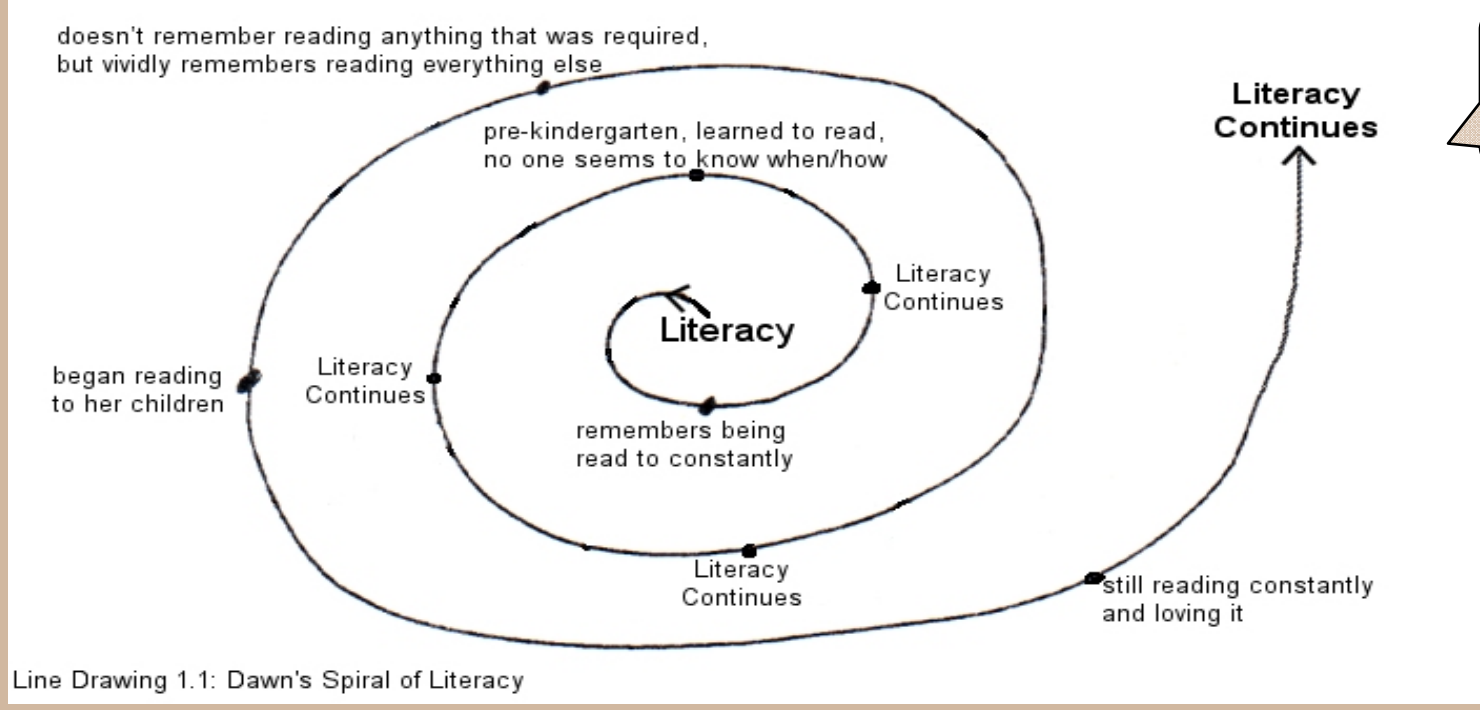 doesn't remember reading anything that was required,
but vividly remembers reading everything else
Literacy
Continues
pre-kindergarten, learned to read,
no one seems to know when/how
Literacy
Continues
Literacy
began reading
to her children
Literacy
Continues
remembers being
read to constantly
Literacy
Continues
still reading constantly
and loving it
Line Drawing 1.1: Dawn's Spiral of Literacy